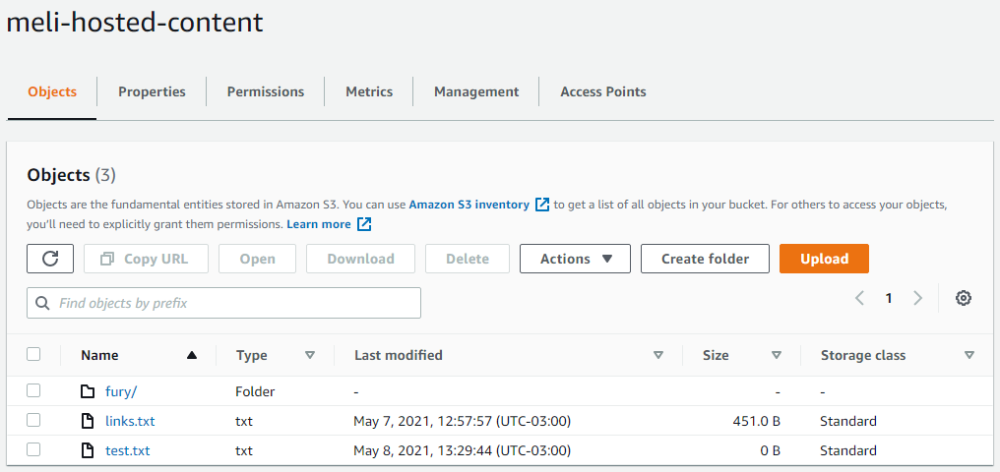 meli-hosted-content
Objects Properties Permissions Metrics Management Access Points
Objects (3)
Objects are the fundamental entities stored in Amazon S3. You can use Amazon S3 inventory to get a list of all objects in your bucket. For others to access your objects,
you'll need to explicitly grant them permissions. Learn more
Copy URL Open Download Delete Actions Create folder Upload
Find objects by prefix 1
Name Type Last modified Size Storage class
fury/ Folder - - -
links.txt txt May 7, 2021, 12:57:57 (UTC-03:00) 451.0 B Standard
test.txt txt May 8, 2021, 13:29:44 (UTC-03:00) 0 B Standard